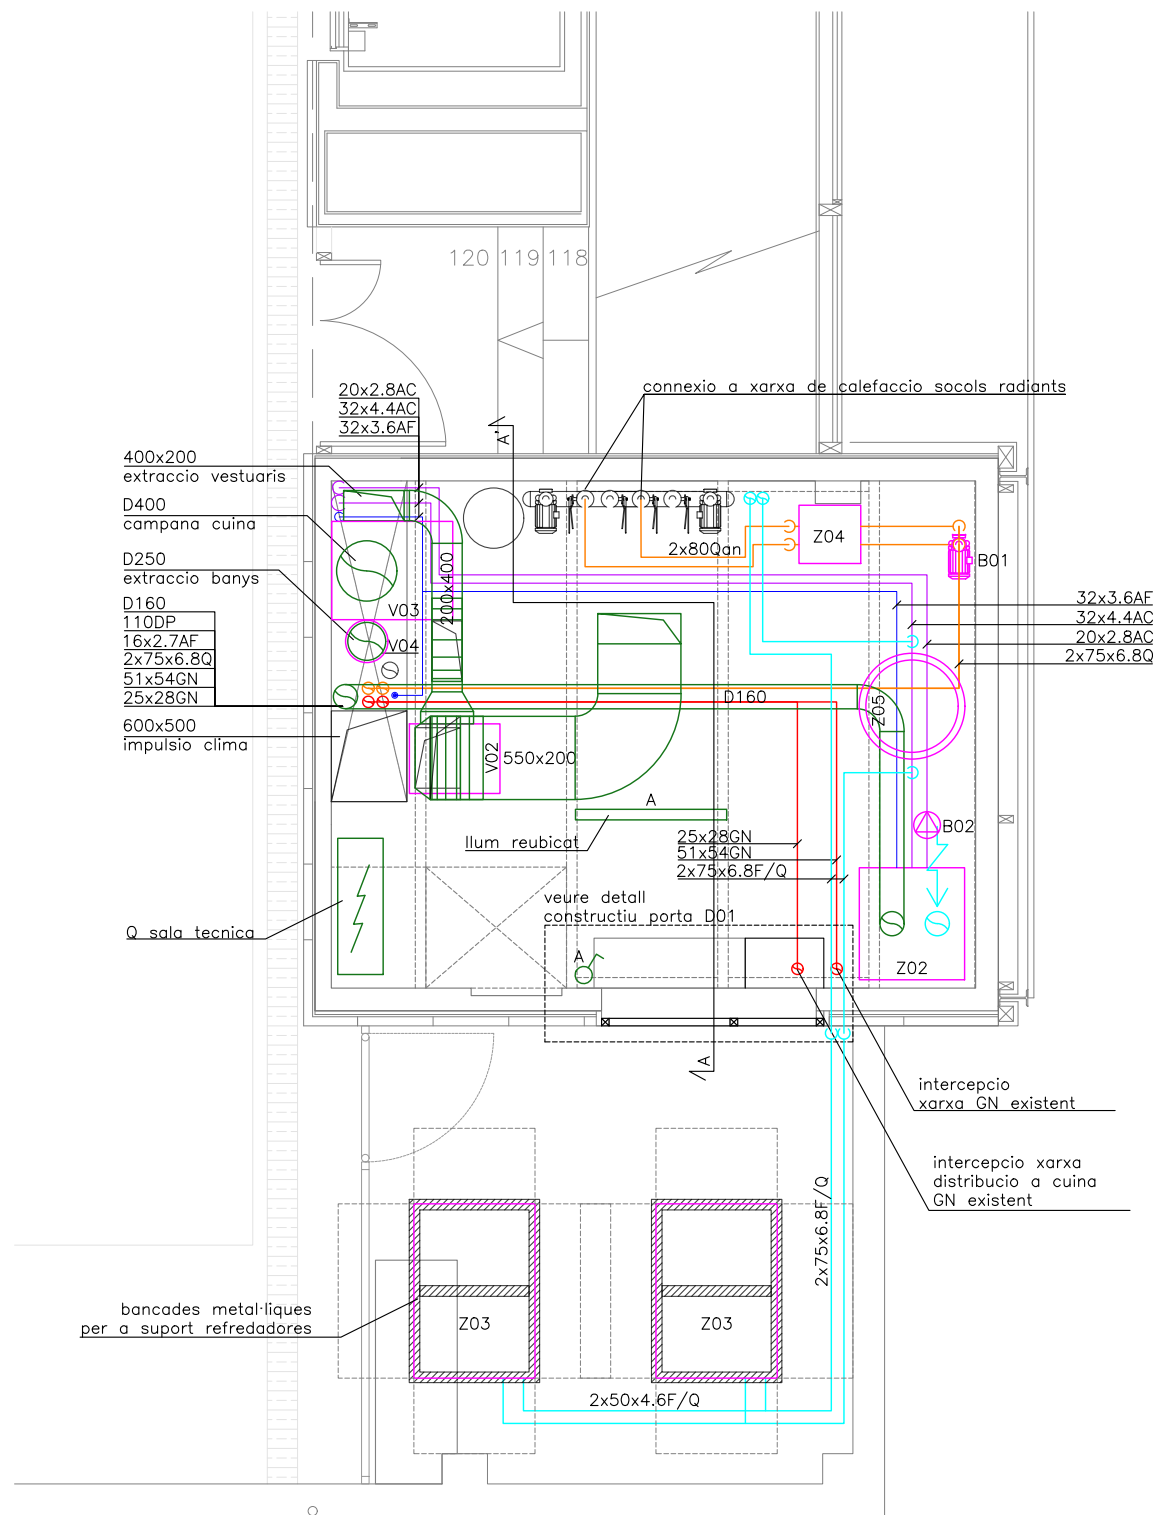 120
119
118
connexio a xarxa de calefaccio socols radiants
20x2.8AC
32x4.4AC
32x3.6AF
A'
400x200
extraccio vestuaris
D400
campana cuina
D250
extraccio banys
D160
110DP
16x2.7AF
2x75x6.8Q
51x54GN
25x28GN
600x500
impulsio clima
Z04
2x80Qan
B01
200x400
V03
V04
32x3.6AF
32x4.4AC
20x2.8AC
2x75x6.8Q
D160
Z05
V02
550x200
A
llum reubicat
B02
25x28GN
51x54GN
2x75x6.8F/Q
veure detall
constructiu porta D01
Q sala tecnica
A
Z02
A
intercepcio
xarxa GN existent
intercepcio xarxa
distribucio a cuina
GN existent
2x75x6.8F/Q
bancades metal·liques
per a suport refredadores
Z03
Z03
2x50x4.6F/Q